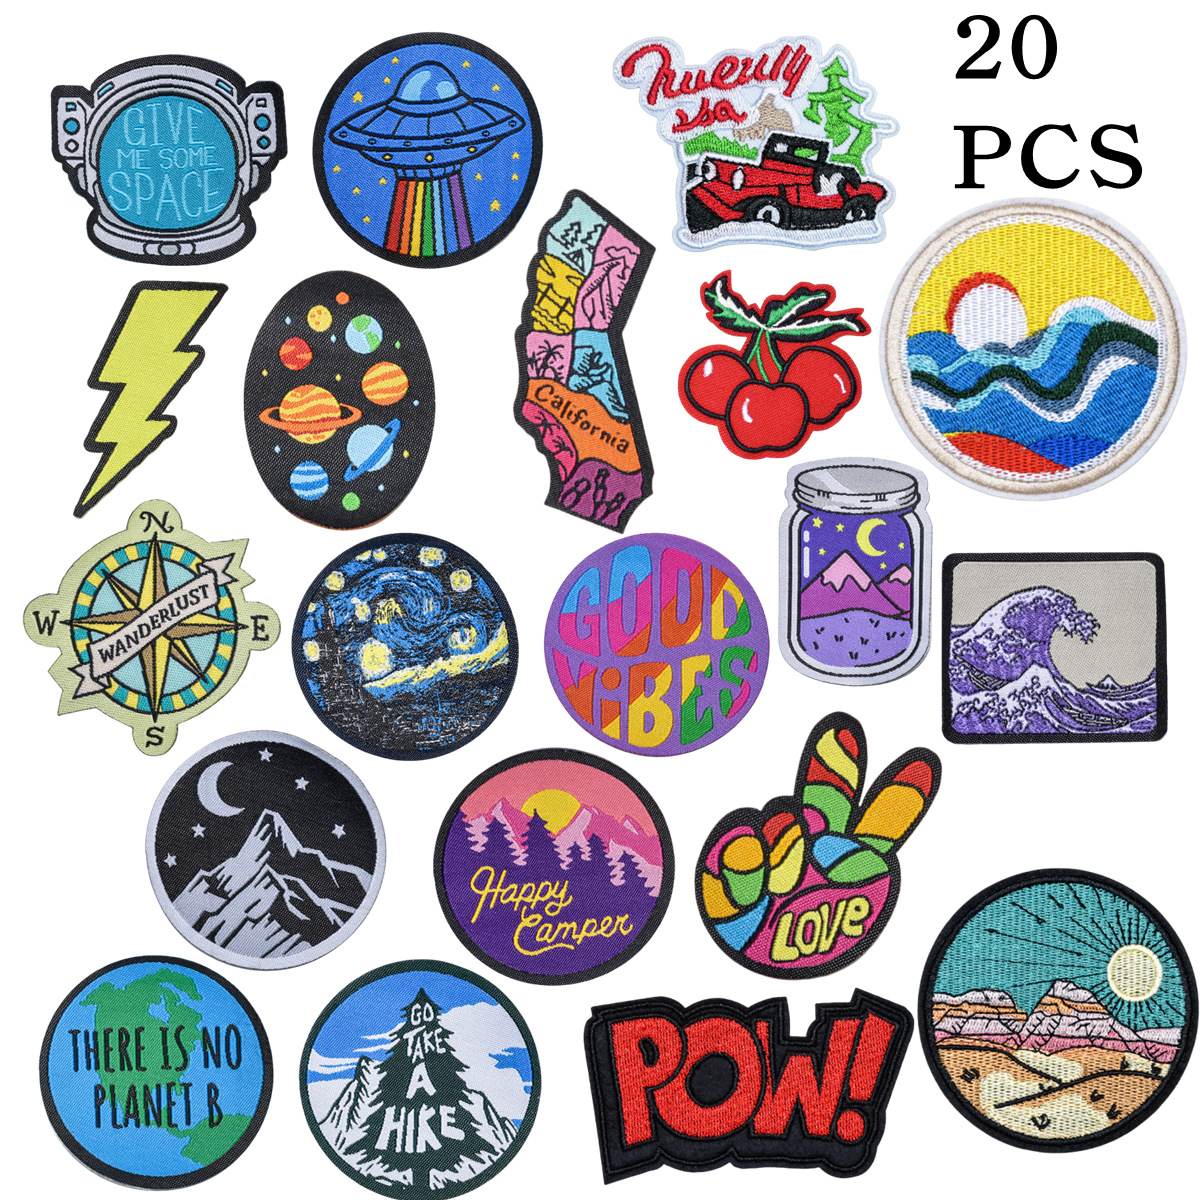 20
PCS
GIVE
ME SOME
SPACE
usa
California
N
W
E
S
WANDERLUST
GOOD
ViBES
Happy
Camper
LOVe
THERE IS NO
PLANET B
GO
TAKE
A
HIKE
POW!